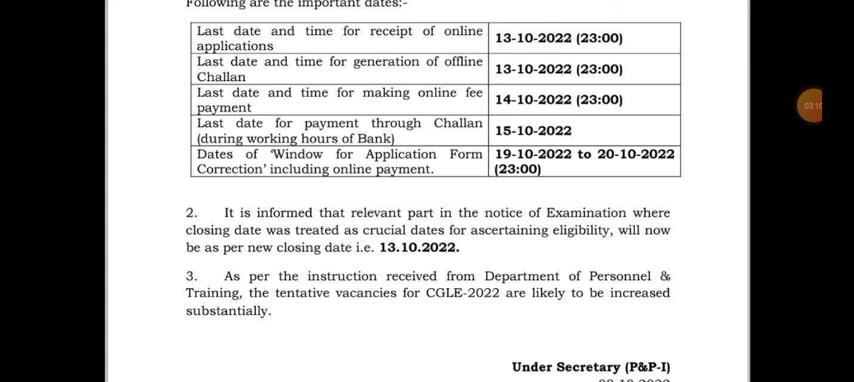 Following are the important dates:-
Last date and time for receipt of online
applications
13-10-2022 (23:00)
Last date and time for generation of offline
Challan
13-10-2022 (23:00)
Last date and time for making online fee
payment
14-10-2022 (23:00)
Last date for payment through Challan
(during working hours of Bank)
15-10-2022
Dates of ‘Window for Application Form
Correction’ including online payment.
19-10-2022 to 20-10-2022
(23:00)
03:10
2. It is informed that relevant part in the notice of Examination where
closing date was treated as crucial dates for ascertaining eligibility, will now
be as per new closing date i.e. 13.10.2022.
3. As per the instruction received from Department of Personnel &
Training, the tentative vacancies for CGLE-2022 are likely to be increased
substantially.
Under Secretary (P&P-I)